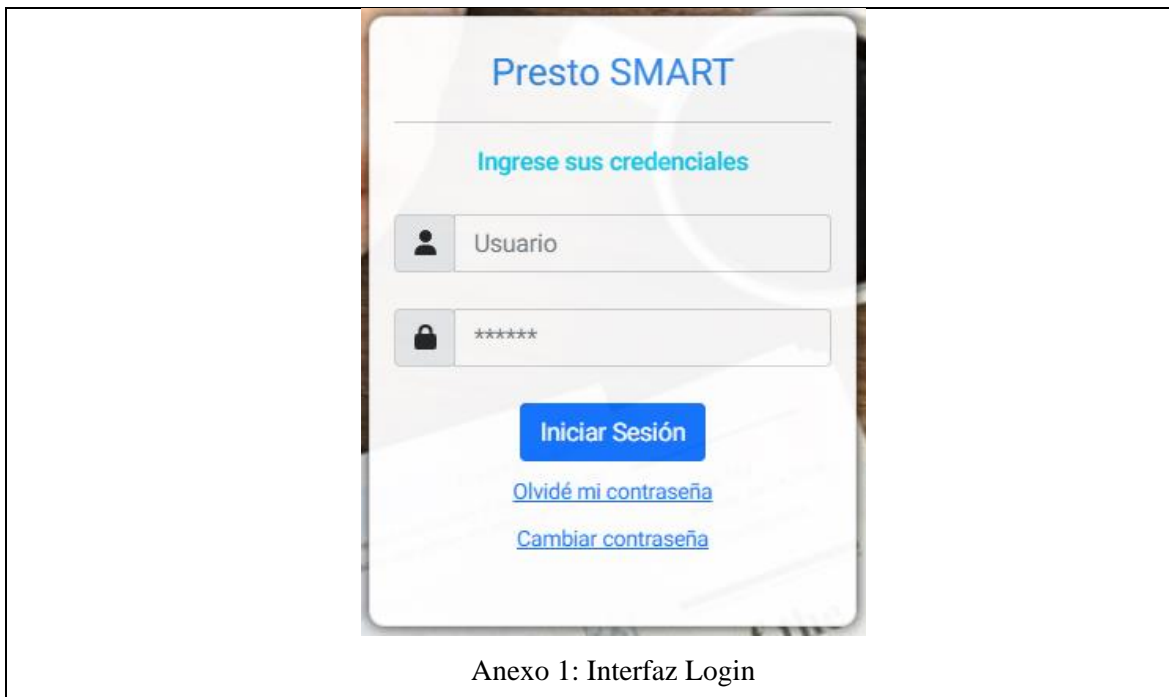 Presto SMART
Ingrese sus credenciales
Usuario
******
Iniciar Sesión
Olvidé mi contraseña
Cambiar contraseña
Anexo 1: Interfaz Login